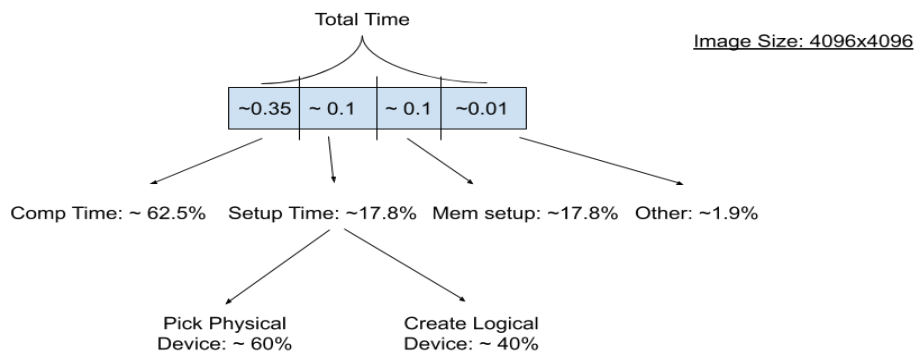 Total Time
Image Size: 4096x4096
~0.35 ~ 0.1 ~ 0.1 ~0.01
Comp Time: ~ 62.5% Setup Time: ~17.8% Mem setup: ~17.8% Other: ~1.9%
Pick Physical Create Logical
Device: ~ 60% Device: ~ 40%